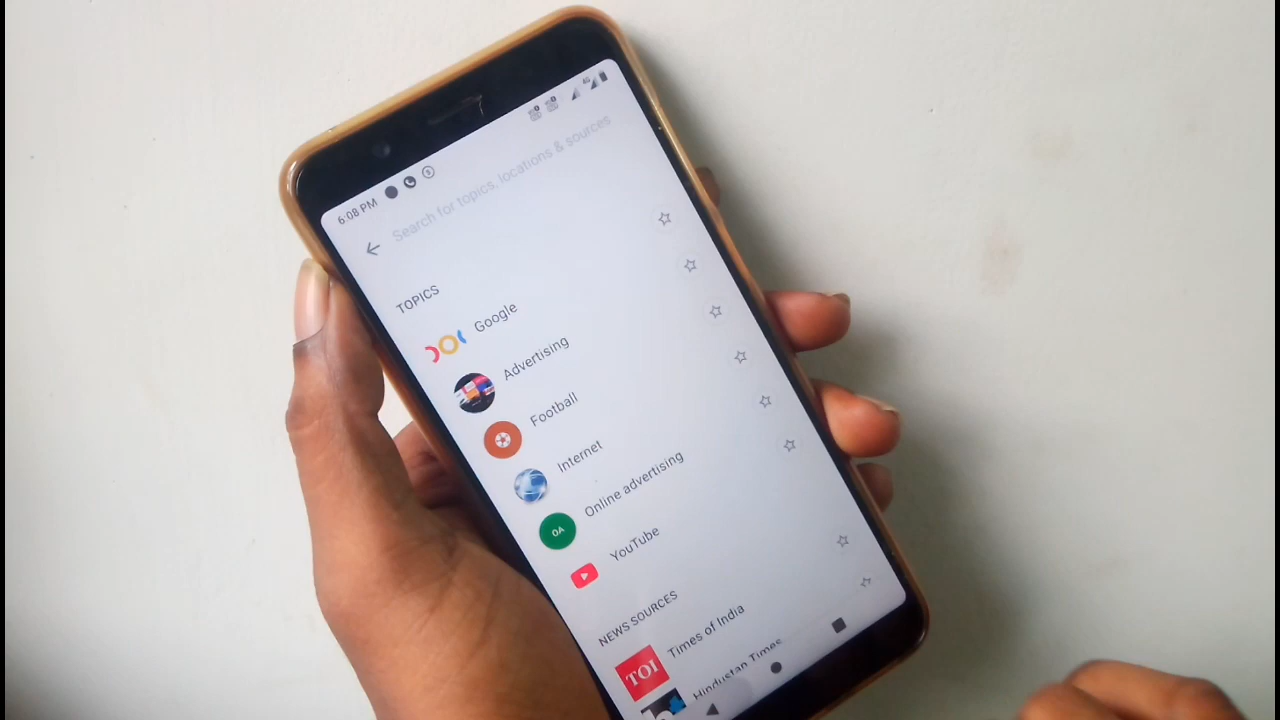 6:08 PM
4G
Search for topics, locations & sources
TOPICS
Google
Advertising
Football
Internet
OA Online advertising
YouTube
NEWS SOURCES
TOI Times of India
Hindustan Times